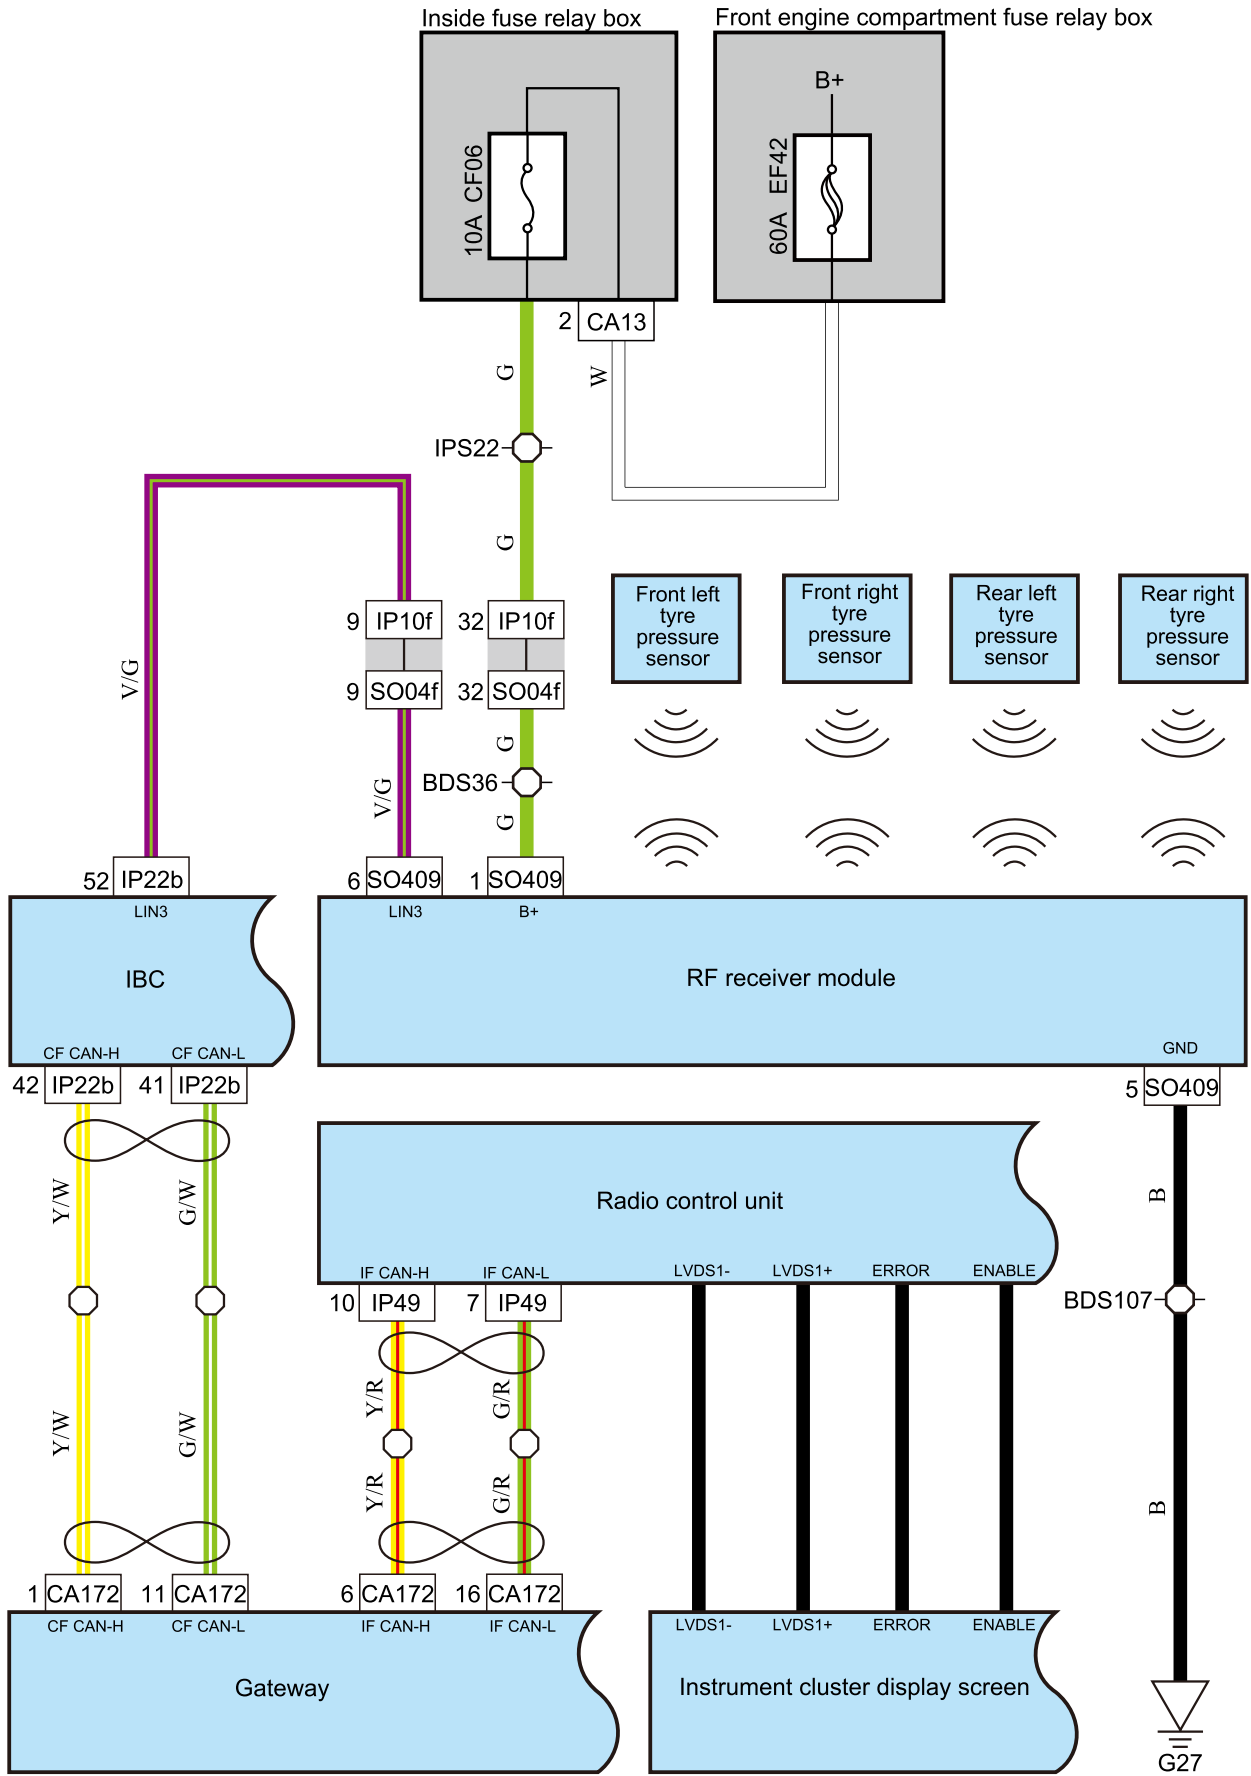 Inside fuse relay box
Front engine compartment fuse relay box
B+
10A CF06
60A EF42
2
CA13
G
W
IPS22
G
V/G
9
IP10f
32
IP10f
9
SO04f
32
SO04f
Front left
tyre
pressure
sensor
Front right
tyre
pressure
sensor
Rear left
tyre
pressure
sensor
Rear right
tyre
pressure
sensor
G
BDS36
V/G
G
52
IP22b
6
SO409
1
SO409
LIN3
LIN3
B+
IBC
RF receiver module
CF CAN-H
CF CAN-L
GND
42
IP22b
41
IP22b
5
SO409
Y/W
G/W
Radio control unit
B
IF CAN-H
IF CAN-L
LVDS1-
LVDS1+
ERROR
ENABLE
10
IP49
7
IP49
BDS107
Y/R
G/R
Y/W
G/W
Y/R
G/R
B
1
CA172
11
CA172
6
CA172
16
CA172
CF CAN-H
CF CAN-L
IF CAN-H
IF CAN-L
LVDS1-
LVDS1+
ERROR
ENABLE
Gateway
Instrument cluster display screen
G27